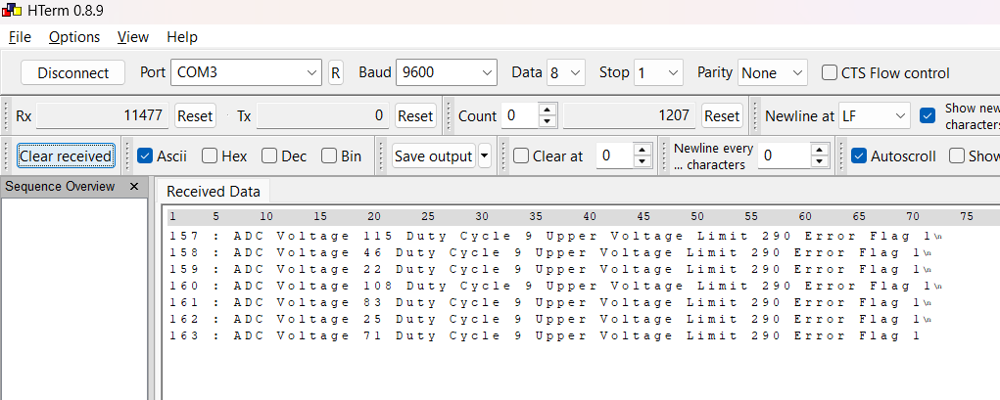 HTerm 0.8.9
File Options View Help
Disconnect Port COM3 R Baud 9600 Data 8 Stop 1 Parity None CTS Flow control
Rx 11477 Reset Tx 0 Reset Count 0 1207 Reset Newline at LF Show new
characters
Clear received Ascii Hex Dec Bin Save output Clear at 0 Newline every
... characters 0 Autoscroll Show
Sequence Overview × Received Data
1 5 10 15 20 25 30 35 40 45 50 55 60 65 70 75
157 : ADC Voltage 115 Duty Cycle 9 Upper Voltage Limit 290 Error Flag 1\n
158 : ADC Voltage 46 Duty Cycle 9 Upper Voltage Limit 290 Error Flag 1\n
159 : ADC Voltage 22 Duty Cycle 9 Upper Voltage Limit 290 Error Flag 1\n
160 : ADC Voltage 108 Duty Cycle 9 Upper Voltage Limit 290 Error Flag 1\n
161 : ADC Voltage 83 Duty Cycle 9 Upper Voltage Limit 290 Error Flag 1\n
162 : ADC Voltage 25 Duty Cycle 9 Upper Voltage Limit 290 Error Flag 1\n
163 : ADC Voltage 71 Duty Cycle 9 Upper Voltage Limit 290 Error Flag 1